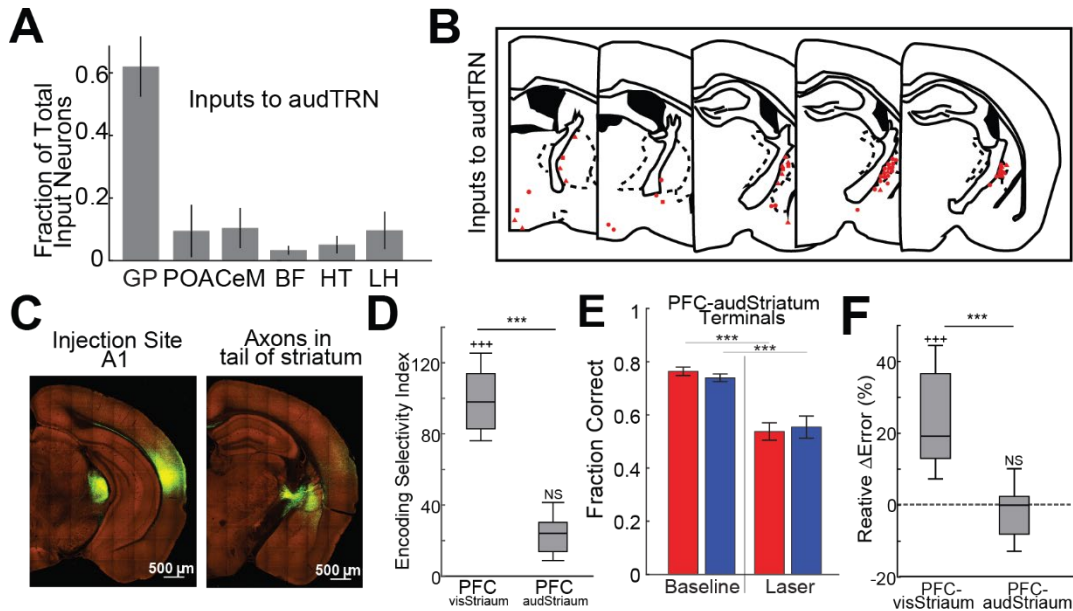 A
Fraction of Total
Input Neurons
0.6
0.4
0.2
0
Inputs to audTRN
GP POA CeM BF HT LH
B
Inputs to audTRN
C
Injection Site
A1
Axons in
tail of striatum
500 µm
500 µm
D
Encoding Selectivity Index
120
80
40
0
***
+++
NS
PFC
visStriaum
PFC
audStriaum
E
PFC-audStriatum
Terminals
***
***
Fraction Correct
1
0.8
0.6
0.4
0.2
0
Baseline
Laser
F
Reative ΔError (%)
40
20
0
-20
***
+++
NS
PFC-
visStriaum
PFC-
audStriaum